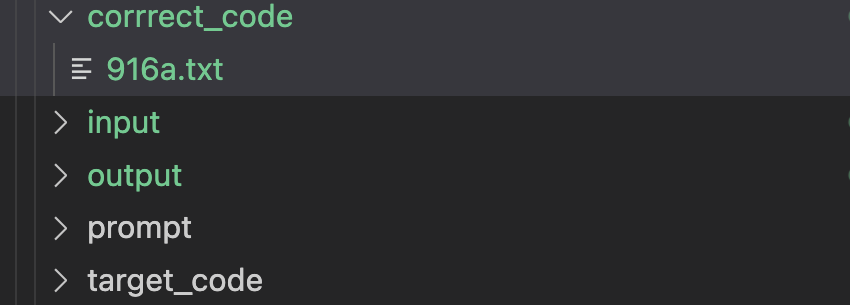 corrrect_code
916a.txt
input
output
prompt
target_code